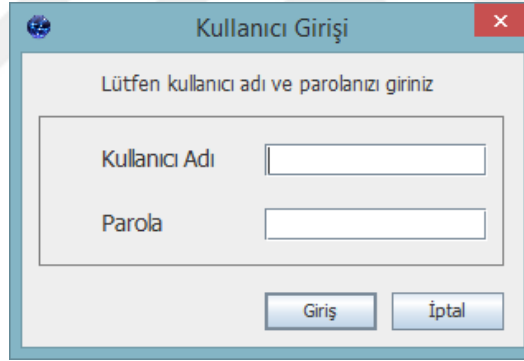 Kullanıcı Girişi
Lütfen kullanıcı adı ve parolanızı giriniz
Kullanıcı Adı
Parola
Giriş İptal